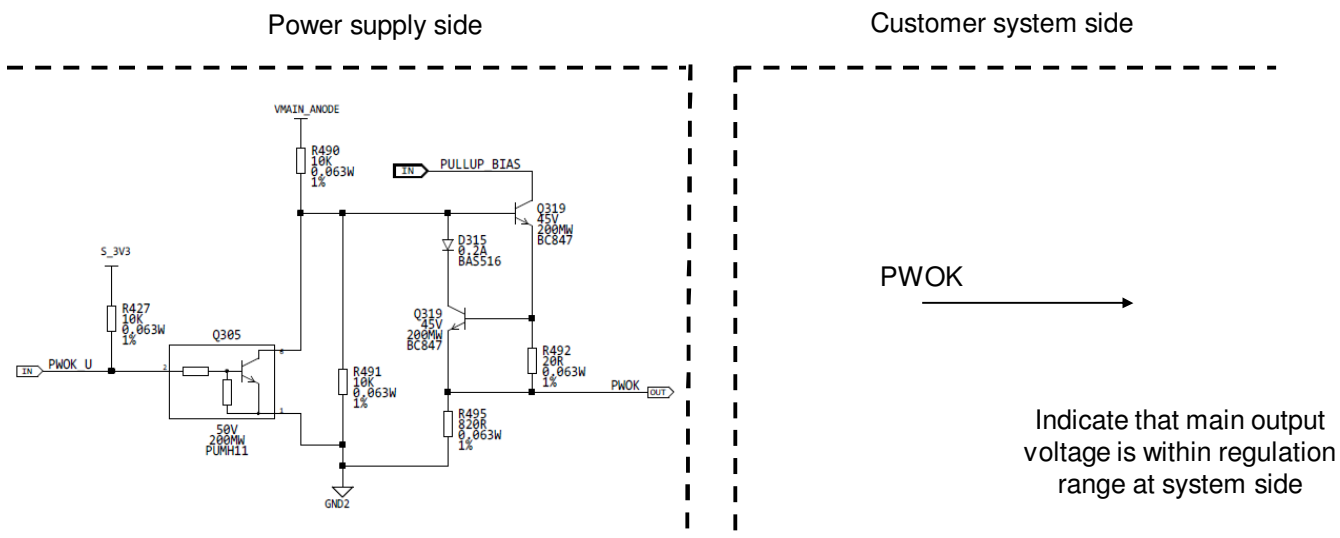 Power supply side
Customer system side
VMAIN_ANODE
R490
10K
0.063W
1%
IN
PULLUP_BIAS
Q319
45V
200MW
BC847
D315
0.2A
BAS516
S_3V3
R427
10K
0.063W
1%
Q305
IN
PWOK_U
2
6
1
50V
200MW
PUMH11
R491
10K
0.063W
1%
Q319
45V
200MW
BC847
R492
20R
0.063W
1%
PWOK
OUT
R495
820R
0.063W
1%
GND2
PWOK
Indicate that main output
voltage is within regulation
range at system side